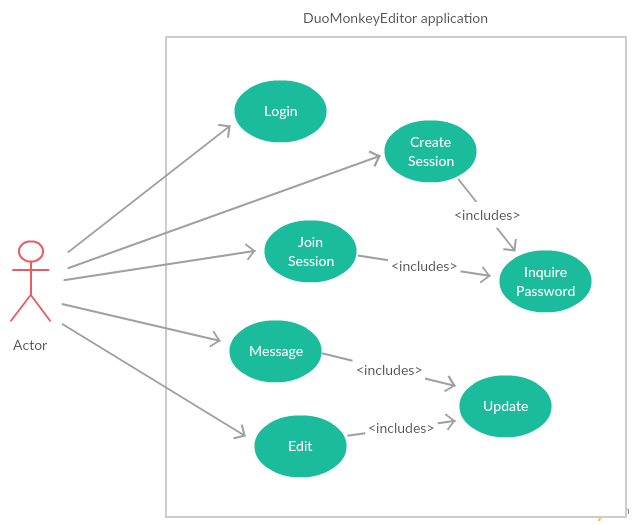 DuoMonkeyEditor application
Login
Create
Session
<includes>
Join
Session
<includes>
Inquire
Password
Actor
Message
<includes>
Update
<includes>
Edit